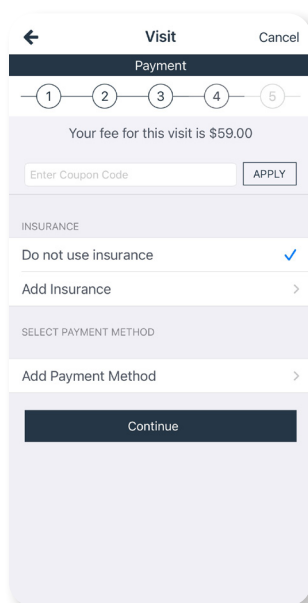 Visit
Cancel
Payment
1 2 3 4 5
Your fee for this visit is $59.00
Enter Coupon Code
APPLY
INSURANCE
Do not use insurance
Add Insurance
SELECT PAYMENT METHOD
Add Payment Method
Continue